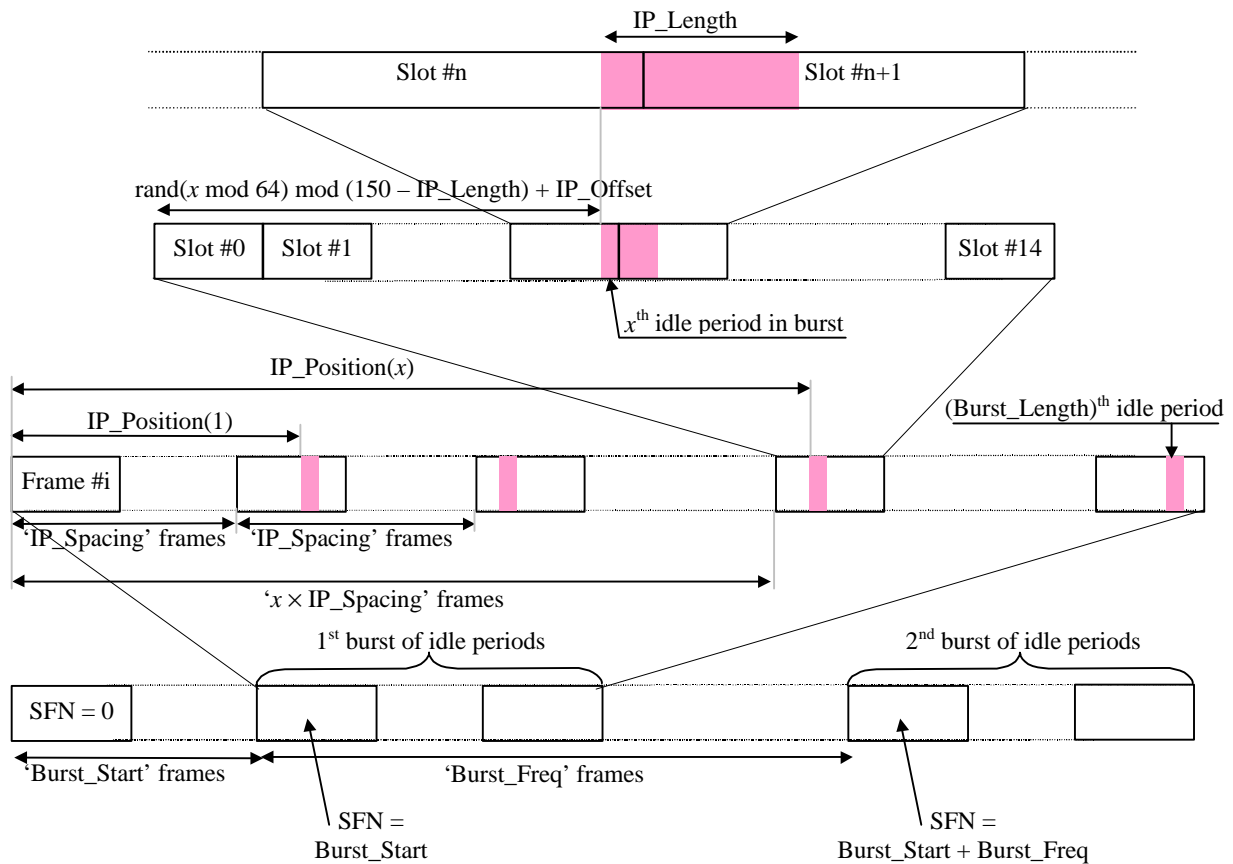 IP_Length
Slot #n
Slot #n+1
rand(x mod 64) mod (150 – IP_Length) + IP_Offset
Slot #0
Slot #1
Slot #14
xth idle period in burst
IP_Position(x)
IP_Position(1)
(Burst_Length)th idle period
Frame #i
‘IP_Spacing’ frames
‘IP_Spacing’ frames
‘x × IP_Spacing’ frames
1st burst of idle periods
2nd burst of idle periods
SFN = 0
‘Burst_Start’ frames
‘Burst_Freq’ frames
SFN =
Burst_Start
SFN =
Burst_Start + Burst_Freq